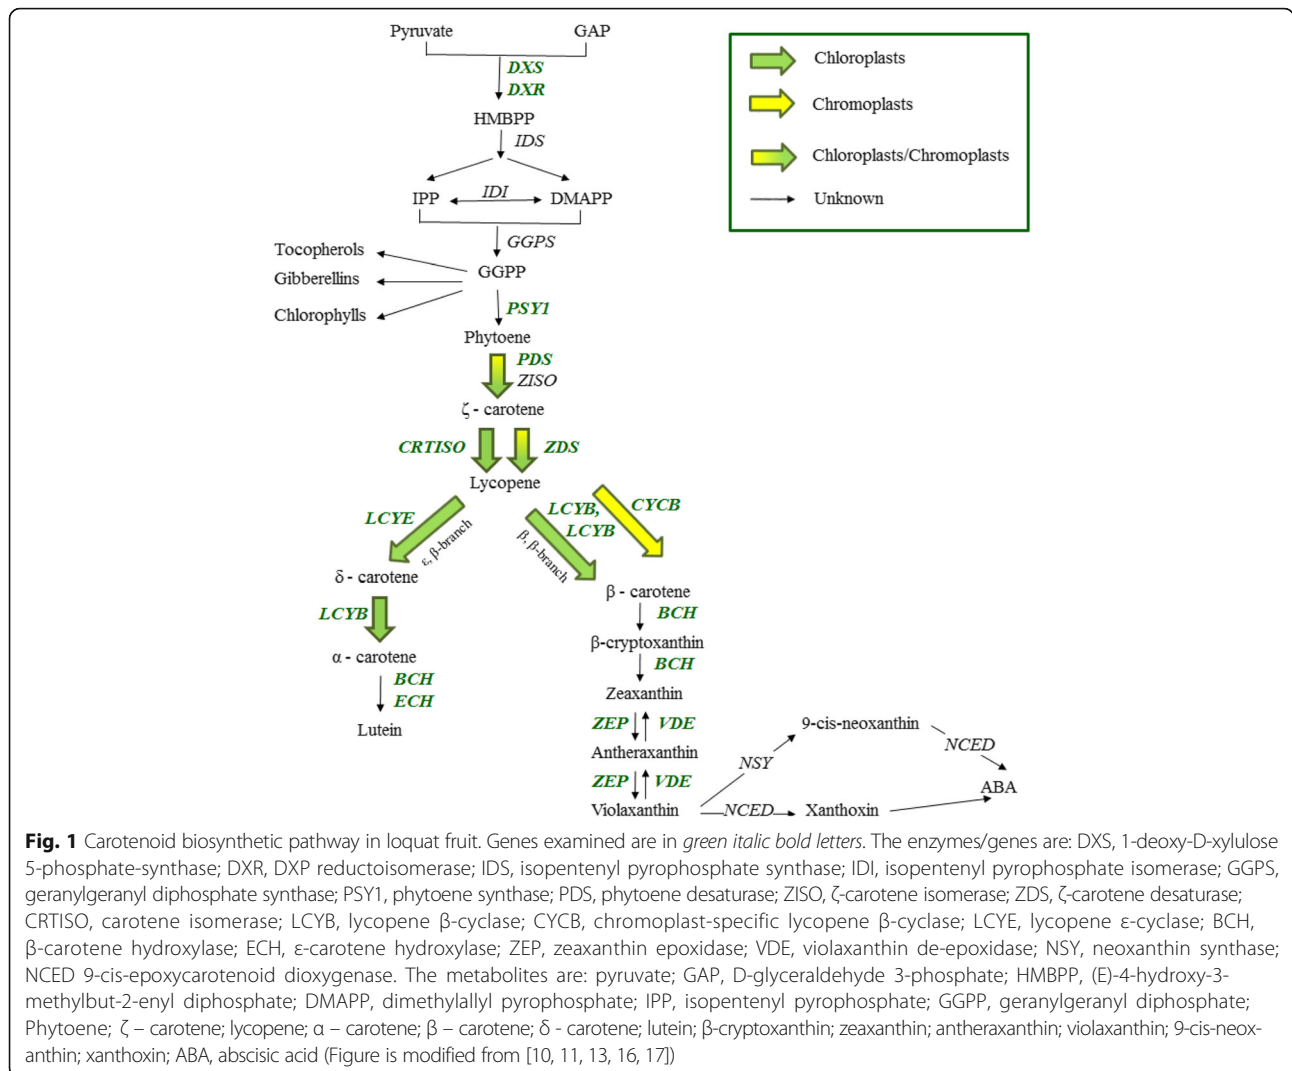 Pyruvate GAP
DXS
DXR
HMBPP
IDS
IPP IDI DMAPP
GGPS
Tocopherols
GGPP
Gibberellins
Chlorophylls
PSY1
Phytoene
PDS
ZISO
ζ - carotene
CRTISO ZDS
Lycopene
LCYE
ε, β-branch
LCYB,
LCYB
β, β-branch
CYCB
δ - carotene
LCYB
α - carotene
BCH
ECH
Lutein
β - carotene
BCH
β-cryptoxanthin
BCH
Zeaxanthin
ZEP VDE
Antheraxanthin
ZEP VDE
Violaxanthin
NSY
9-cis-neoxanthin
NCED
ABA
NCED
Xanthoxin
Chloroplasts
Chromoplasts
Chloroplasts/Chromoplasts
Unknown
Fig. 1 Carotenoid biosynthetic pathway in loquat fruit. Genes examined are in green italic bold letters. The enzymes/genes are: DXS, 1-deoxy-D-xylulose
5-phosphate-synthase; DXR, DXP reductoisomerase; IDS, isopentenyl pyrophosphate synthase; IDI, isopentenyl pyrophosphate isomerase; GGPS,
geranylgeranyl diphosphate synthase; PSY1, phytoene synthase; PDS, phytoene desaturase; ZISO, ζ-carotene isomerase; ZDS, ζ-carotene desaturase;
CRTISO, carotene isomerase; LCYB, lycopene β-cyclase; CYCB, chromoplast-specific lycopene β-cyclase; LCYE, lycopene ε-cyclase; BCH,
β-carotene hydroxylase; ECH, ε-carotene hydroxylase; ZEP, zeaxanthin epoxidase; VDE, violaxanthin de-epoxidase; NSY, neoxanthin synthase;
NCED 9-cis-epoxycarotenoid dioxygenase. The metabolites are: pyruvate; GAP, D-glyceraldehyde 3-phosphate; HMBPP, (E)-4-hydroxy-3-
methylbut-2-enyl diphosphate; DMAPP, dimethylallyl pyrophosphate; IPP, isopentenyl pyrophosphate; GGPP, geranylgeranyl diphosphate;
Phytoene; ζ – carotene; lycopene; α – carotene; β – carotene; δ - carotene; lutein; β-cryptoxanthin; zeaxanthin; antheraxanthin; violaxanthin; 9-cis-neox-
anthin; xanthoxin; ABA, abscisic acid (Figure is modified from [10, 11, 13, 16, 17])